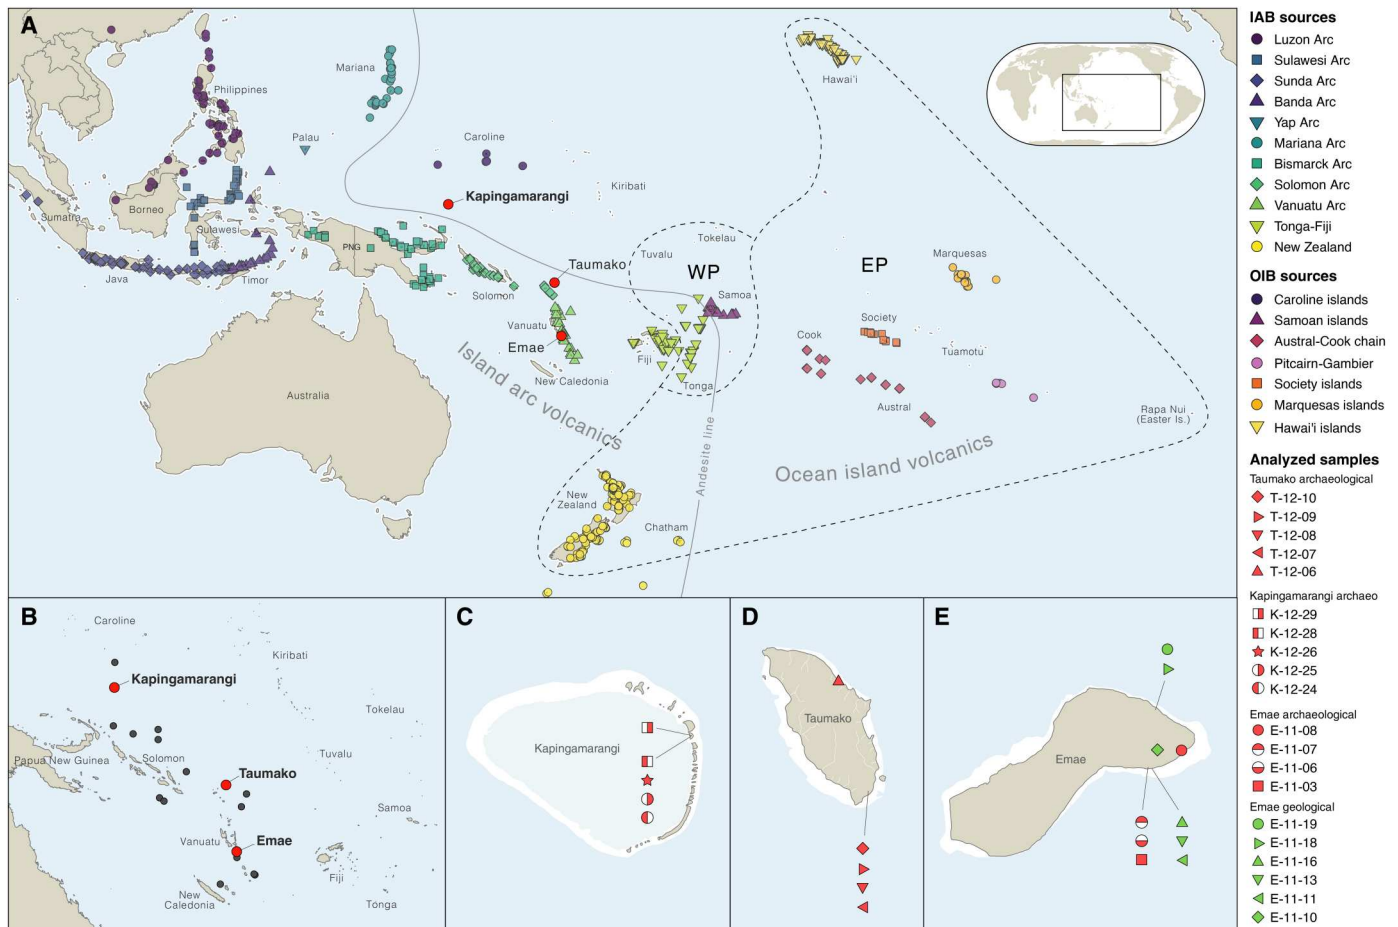 A
Mariana
Philippines
Palau
Caroline
Kapingamarangi
Kiribati
Hawai'i
Sumatra
Borneo
Sulawesi
PNG
Java
Timor
Solomon
Taumako
Vanuatu
Emae
New Caledonia
Tuvalu
Tokelau
WP
Samoa
Fiji
Tonga
EP
Marquesas
Society
Cook
Tuamotu
Austral
Rapa Nui
(Easter Is.)
Australia
Island arc volcanics
Andesite line
Ocean island volcanics
New
Zealand
Chatham
B
Caroline
Kapingamarangi
Kiribati
Tokelau
Papua New Guinea
Solomon
Tuvalu
Taumako
Samoa
Vanuatu
Emae
Fiji
New
Caledonia
Tonga
C
Kapingamarangi
D
Taumako
E
Emae
IAB sources
Luzon Arc
Sulawesi Arc
Sunda Arc
Banda Arc
Yap Arc
Mariana Arc
Bismarck Arc
Solomon Arc
Vanuatu Arc
Tonga-Fiji
New Zealand
OIB sources
Caroline islands
Samoan islands
Austral-Cook chain
Pitcairn-Gambier
Society islands
Marquesas islands
Hawai'i islands
Analyzed samples
Taumako archaeological
T-12-10
T-12-09
T-12-08
T-12-07
T-12-06
Kapingamarangi archaeo
K-12-29
K-12-28
K-12-26
K-12-25
K-12-24
Emae archaeological
E-11-08
E-11-07
E-11-06
E-11-03
Emae geological
E-11-19
E-11-18
E-11-16
E-11-13
E-11-11
E-11-10